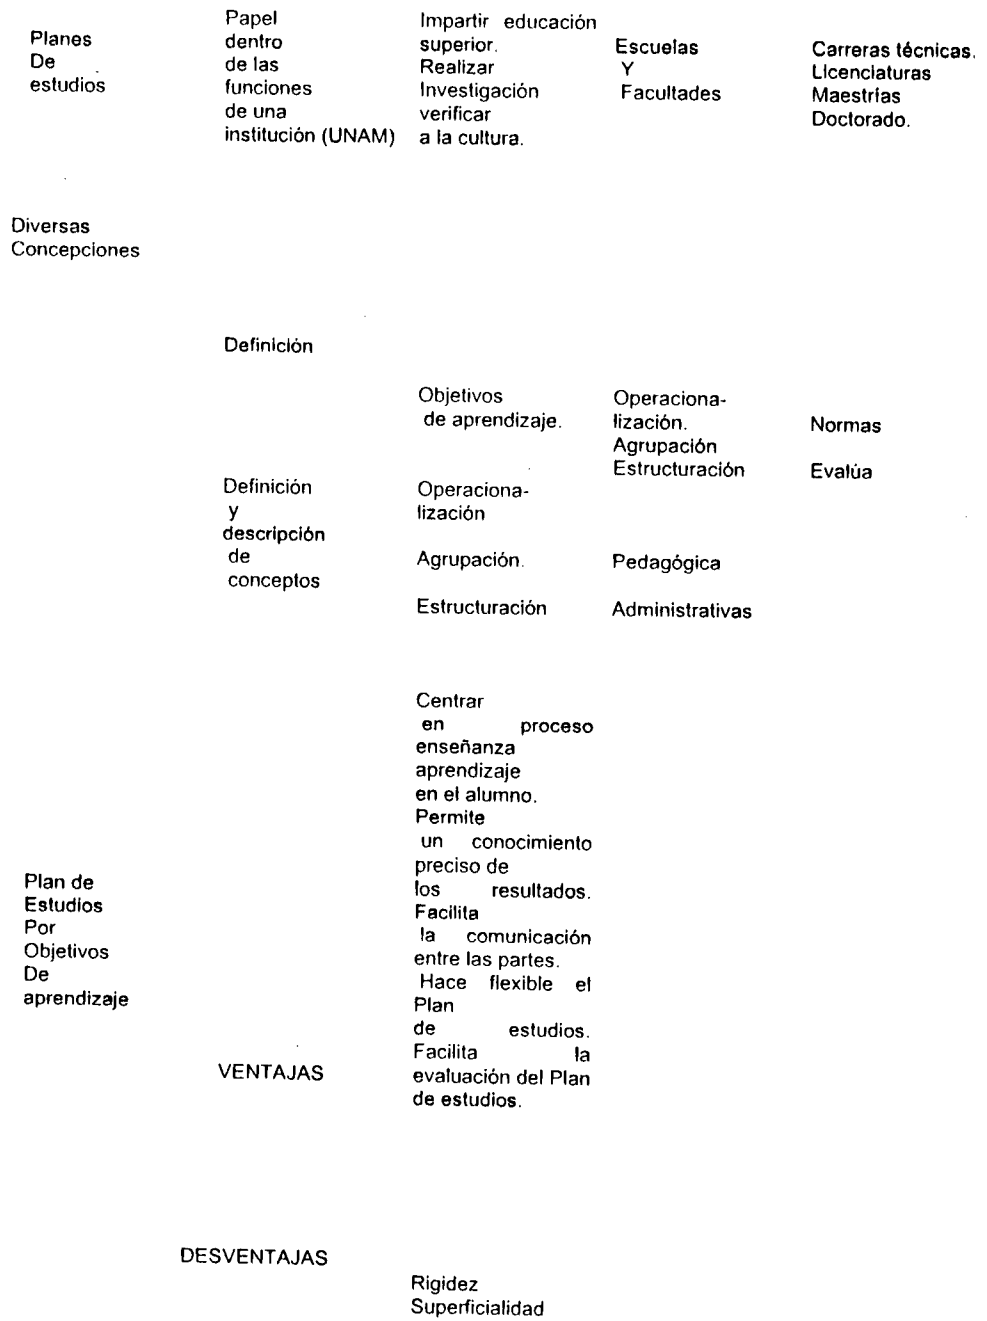 Planes
De
estudios
Papel
dentro
de las
funciones
de una
institución (UNAM)
Impartir educación
superior.
Realizar
Investigación
verificar
a la cultura.
Escuelas
Y
Facultades
Carreras técnicas.
Licenciaturas
Maestrías
Doctorado.
Diversas
Concepciones
Definición
Objetivos
de aprendizaje.
Operaciona-
lización.
Agrupación
Estructuración
Normas
Evalúa
Definición
y
descripción
de
conceptos
Operaciona-
lización
Agrupación.
Estructuración
Pedagógica
Administrativas
Plan de
Estudios
Por
Objetivos
De
aprendizaje
VENTAJAS
Centrar
en proceso
enseñanza
aprendizaje
en el alumno.
Permite
un conocimiento
preciso de
los resultados.
Facilita
la comunicación
entre las partes.
Hace flexible el
Plan
de estudios.
Facilita la
evaluación del Plan
de estudios.
DESVENTAJAS
Rigidez
Superficialidad